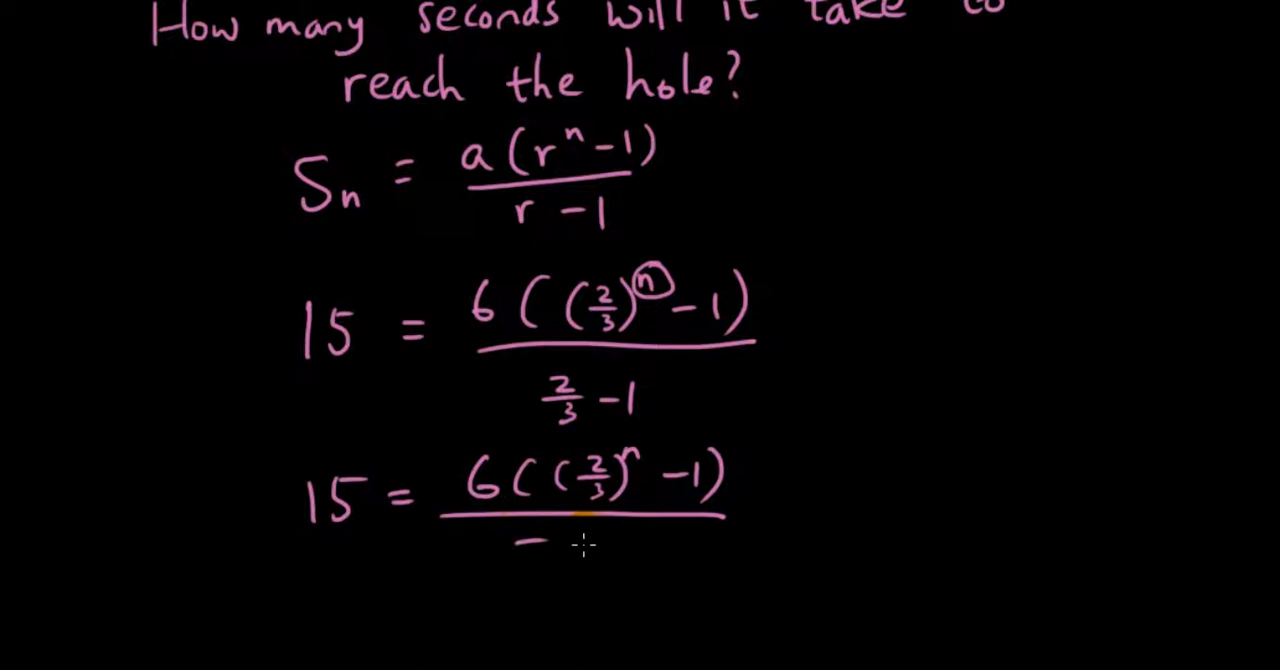 How many seconds will it take to
reach the hole?
Sn = a(r^n - 1) / r - 1
15 = 6((2/3)^n - 1) / 2/3 - 1
15 = 6((2/3)^n - 1) / -